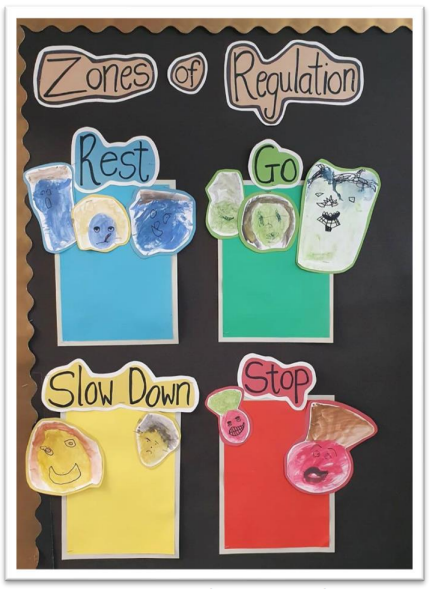 Zones of Regulation
Rest
Go
Slow Down
Stop